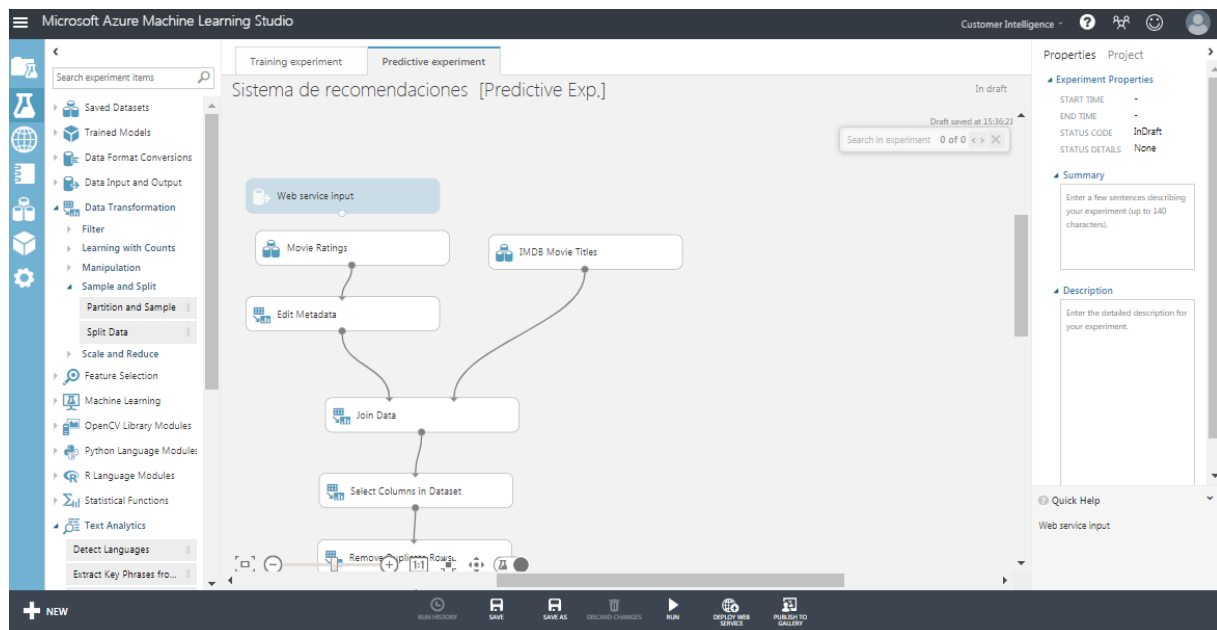 Microsoft Azure Machine Learning Studio
Customer Intelligence
?
Search experiment items
Saved Datasets
Trained Models
Data Format Conversions
Data Input and Output
Data Transformation
Filter
Learning with Counts
Manipulation
Sample and Split
Partition and Sample
Split Data
Scale and Reduce
Feature Selection
Machine Learning
OpenCV Library Modules
Python Language Modules
R Language Modules
Statistical Functions
Text Analytics
Detect Languages
Extract Key Phrases fro...
Training experiment
Predictive experiment
Sistema de recomendaciones [Predictive Exp.]
In draft
Draft saved at 15:36:21
Search in experiment 0 of 0 < > X
Web service input
Movie Ratings
IMDB Movie Titles
Edit Metadata
Join Data
Select Columns in Dataset
Remove Duplicate Rows
1:1
Properties Project
Experiment Properties
START TIME -
END TIME -
STATUS CODE InDraft
STATUS DETAILS None
Summary
Enter a few sentences describing
your experiment (up to 140
characters).
Description
Enter the detailed description for
your experiment.
Quick Help
Web service input
NEW
RUN HISTORY
SAVE
SAVE AS
DISCARD CHANGES
RUN
DEPLOY WEB
SERVICE
PUBLISH TO
GALLERY